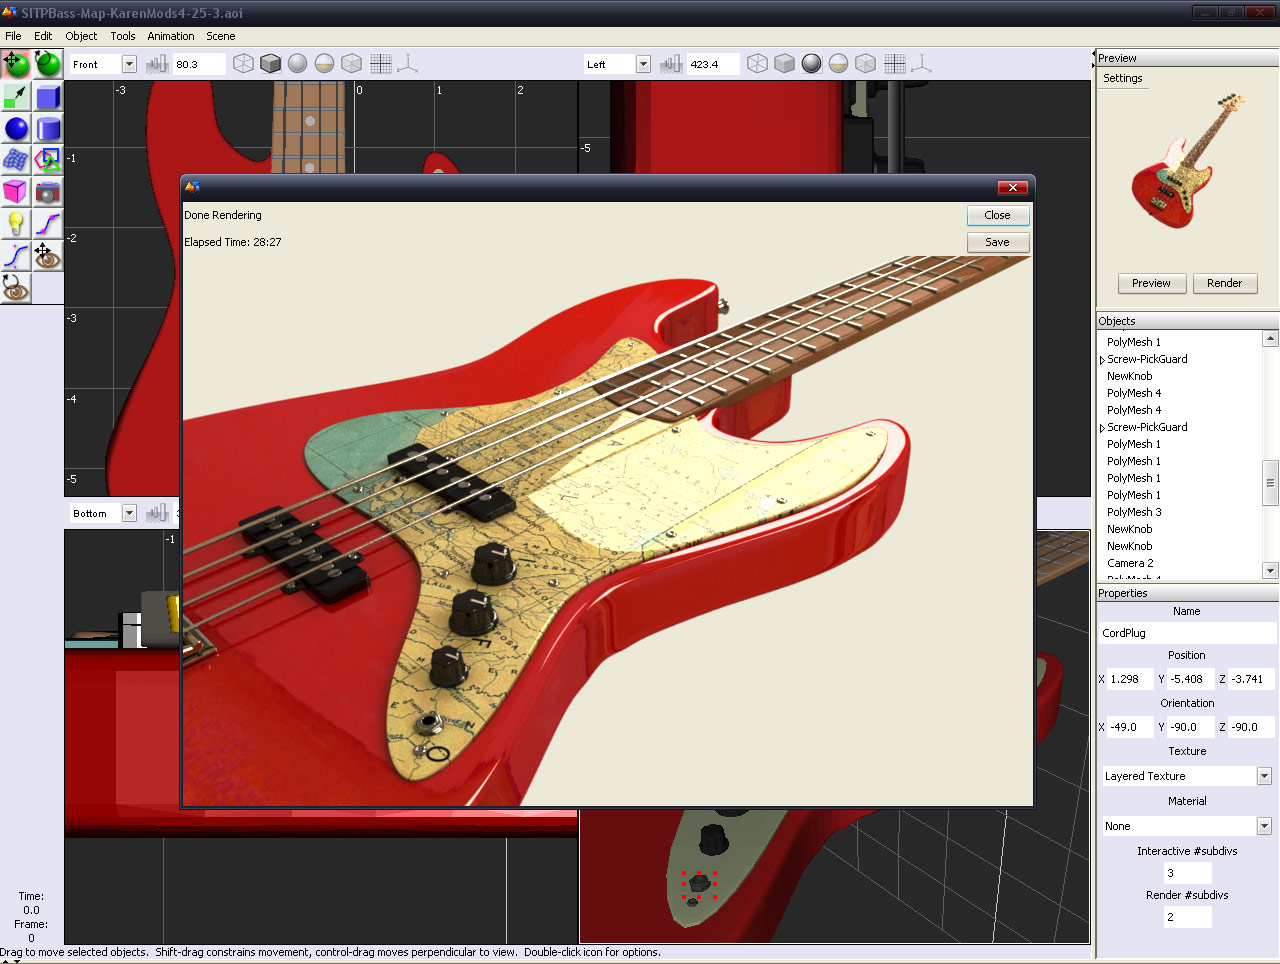 SITPBass-Map-KarenMods4-25-3.aoi
File Edit Object Tools Animation Scene
Front 80.3
Left 423.4
-3 0 1 2
-1
-2
-3
-4
-5
-5
Done Rendering
Elapsed Time: 28:27
Close
Save
Bottom
-1
Time:
0.0
Frame:
0
Preview
Settings
Preview Render
Objects
PolyMesh 1
Screw-PickGuard
NewKnob
PolyMesh 4
PolyMesh 4
Screw-PickGuard
PolyMesh 1
PolyMesh 1
PolyMesh 1
PolyMesh 1
PolyMesh 3
NewKnob
NewKnob
Camera 2
PolyMesh 4
Properties
Name
CordPlug
Position
X 1.298 Y -5.408 Z -3.741
Orientation
X -49.0 Y -90.0 Z -90.0
Texture
Layered Texture
Material
None
Interactive #subdivs
3
Render #subdivs
2
Drag to move selected objects. Shift-drag constrains movement, control-drag moves perpendicular to view. Double-click icon for options.